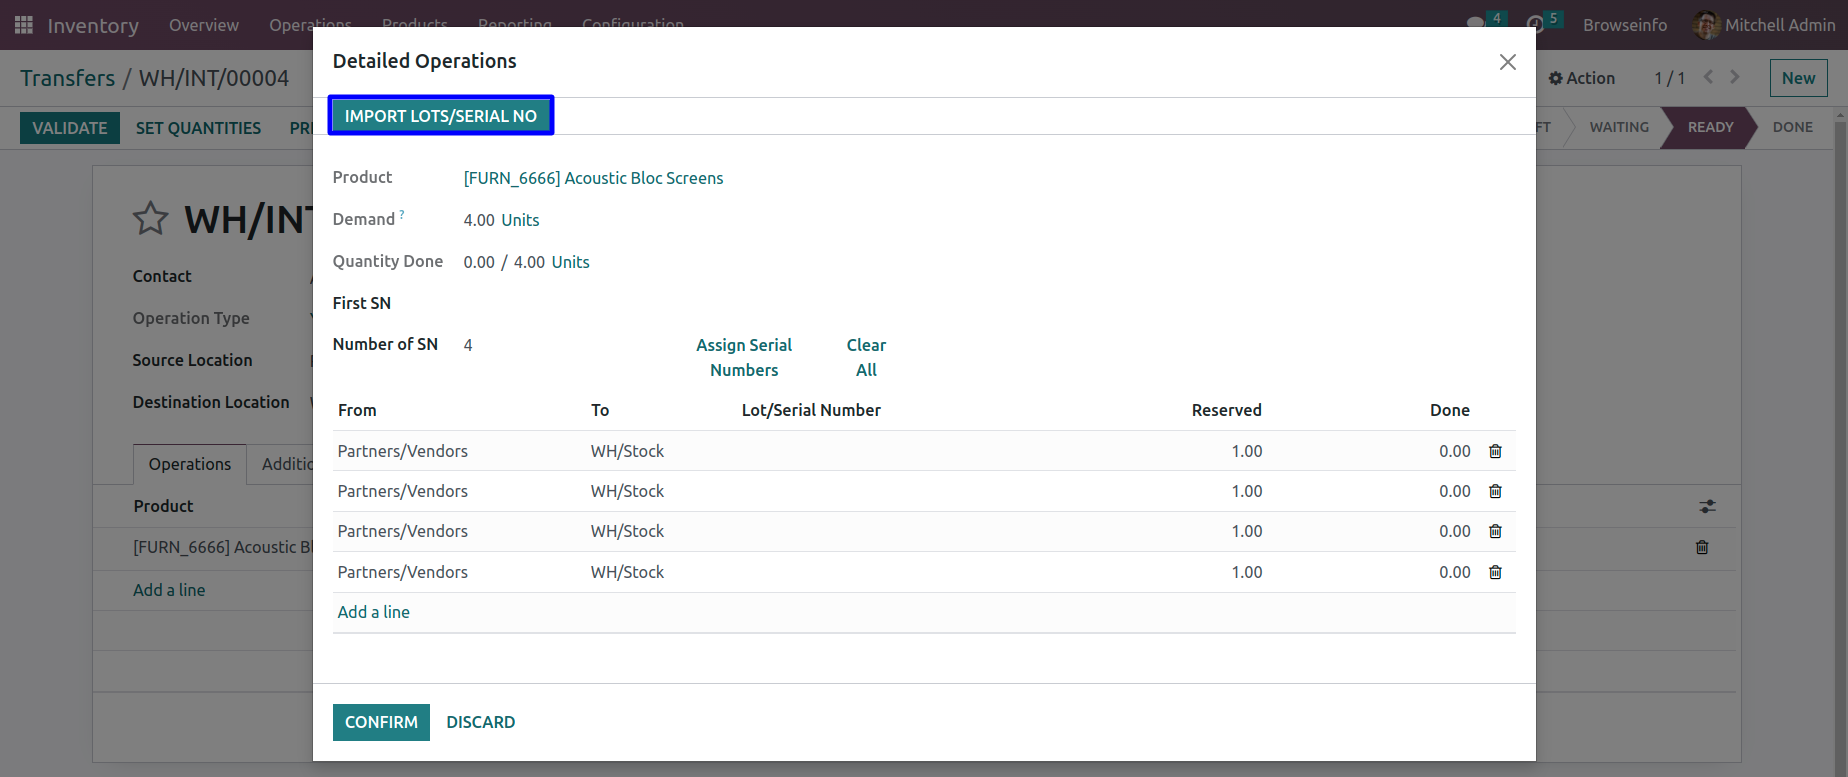 Inventory Overview Operations Products Reporting Configuration 4 5 Browseinfo Mitchell Admin
Transfers / WH/INT/00004 Action 1 / 1 New
VALIDATE SET QUANTITIES WAITING READY DONE
Detailed Operations
IMPORT LOTS/SERIAL NO
Product [FURN_6666] Acoustic Bloc Screens
Demand ? 4.00 Units
Quantity Done 0.00 / 4.00 Units
First SN
Number of SN 4 Assign Serial Numbers Clear All
From To Lot/Serial Number Reserved Done
Partners/Vendors WH/Stock 1.00 0.00
Partners/Vendors WH/Stock 1.00 0.00
Partners/Vendors WH/Stock 1.00 0.00
Partners/Vendors WH/Stock 1.00 0.00
Add a line
CONFIRM DISCARD
WH/INT
Contact
Operation Type
Source Location
Destination Location
Operations
Product
[FURN_6666] Acoustic
Add a line